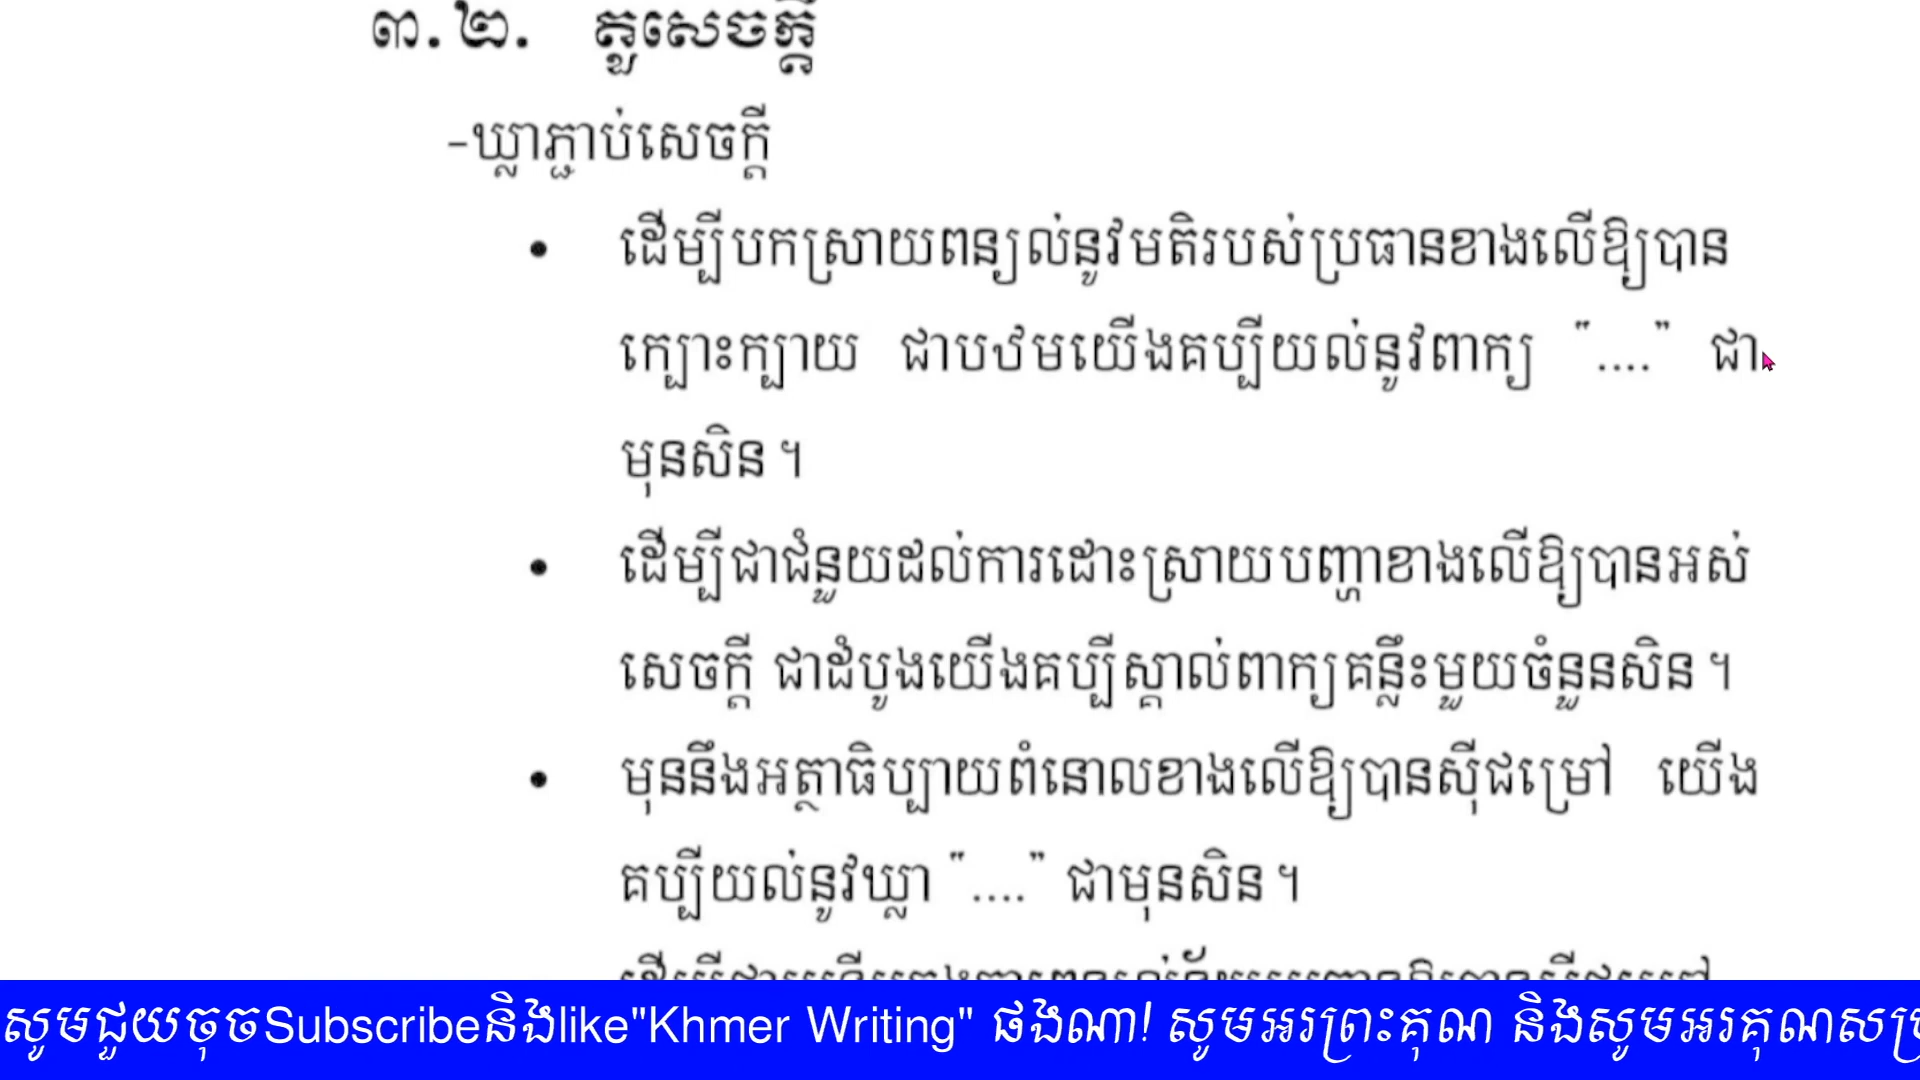 ៣.២. តួសេចក្ដី
-ឃ្លាភ្ជាប់សេចក្ដី
• ដើម្បីបកស្រាយពន្យល់នូវមតិរបស់ប្រធានខាងលើឱ្យបាន
ក្បោះក្បាយ ជាបឋមយើងគប្បីយល់នូវពាក្យ "...." ជា
មុនសិន។
• ដើម្បីជាជំនួយដល់ការដោះស្រាយបញ្ហាខាងលើឱ្យបានអស់
សេចក្ដី ជាដំបូងយើងគប្បីស្គាល់ពាក្យគន្លឹះមួយចំនួនសិន។
• មុននឹងអត្ថាធិប្បាយពំនោលខាងលើឱ្យបានស៊ីជម្រៅ យើង
គប្បីយល់នូវឃ្លា "...." ជាមុនសិន។
សូមជួយចុចSubscribeនិងlike"Khmer Writing" ផងណា! សូមអរព្រះគុណ និងសូមអរគុណ